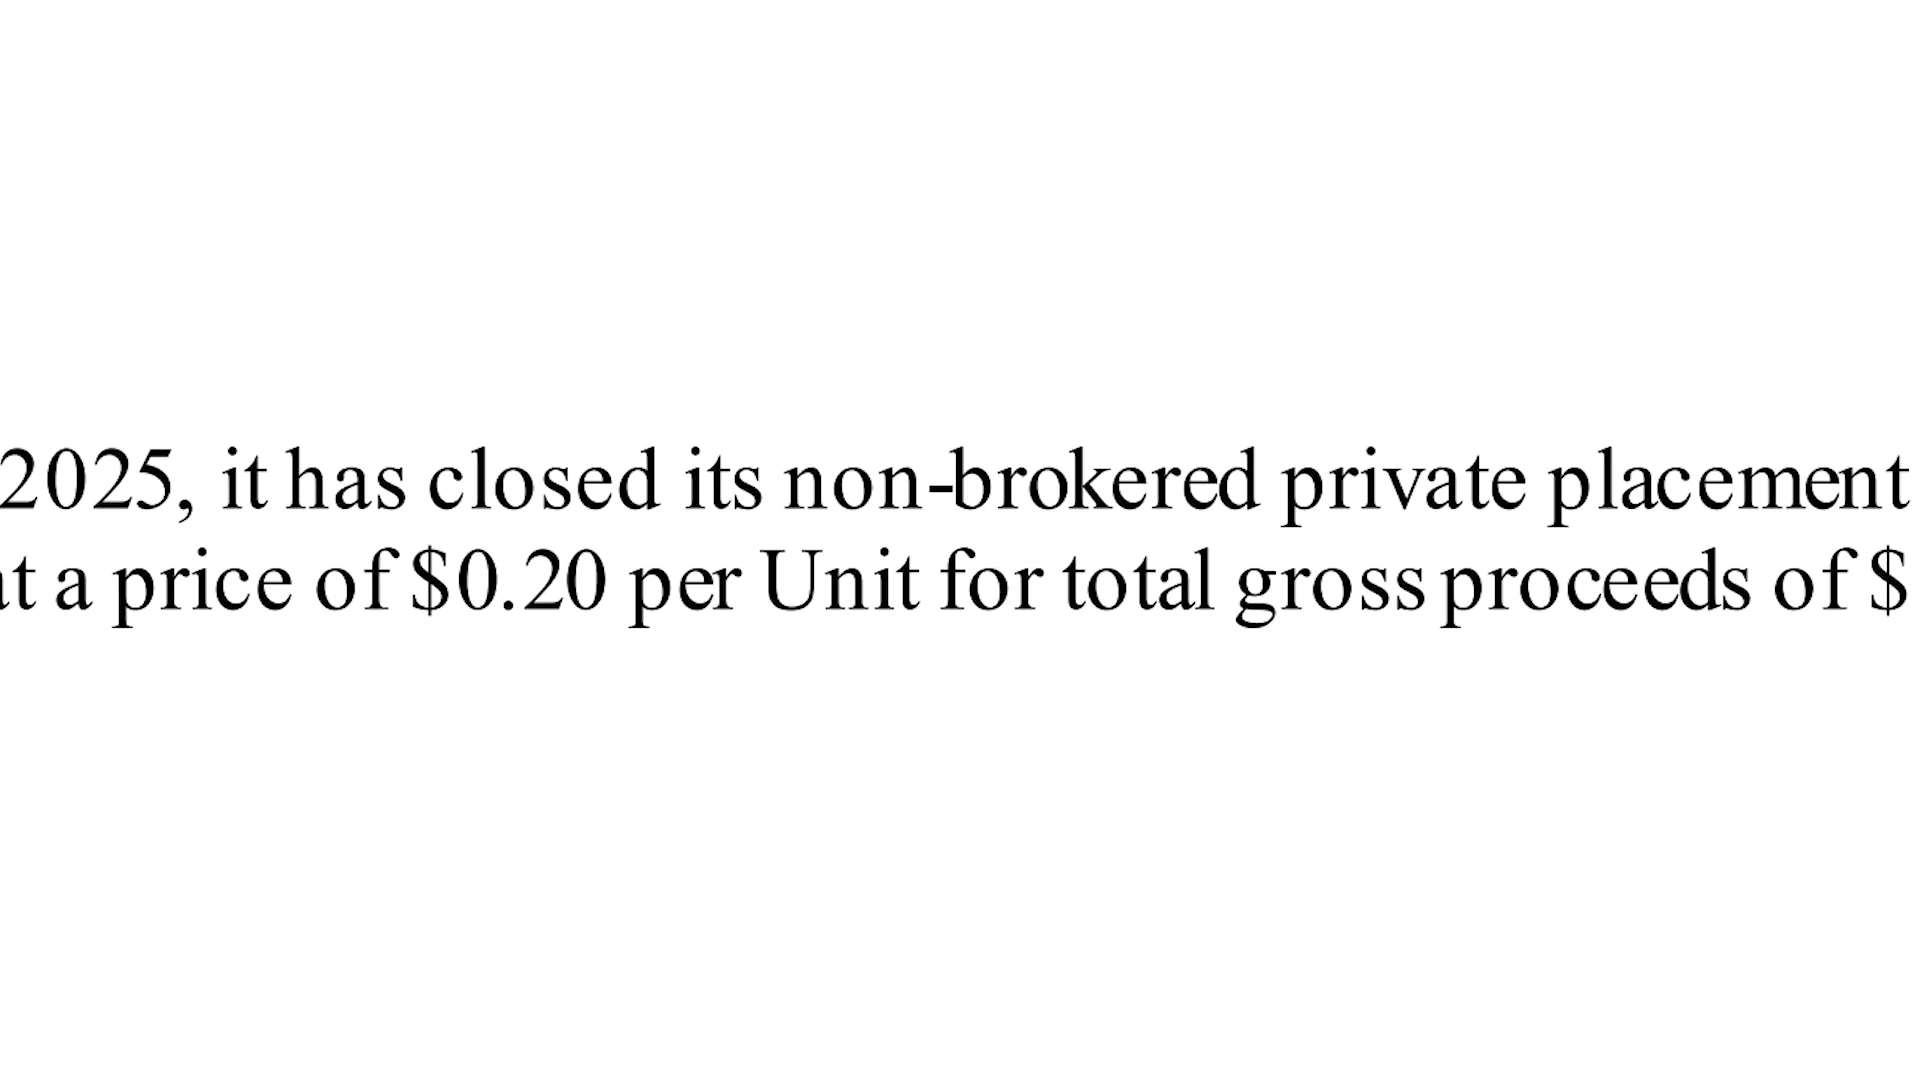 2025, it has closed its non-brokered private placement
a price of $0.20 per Unit for total gross proceeds of $